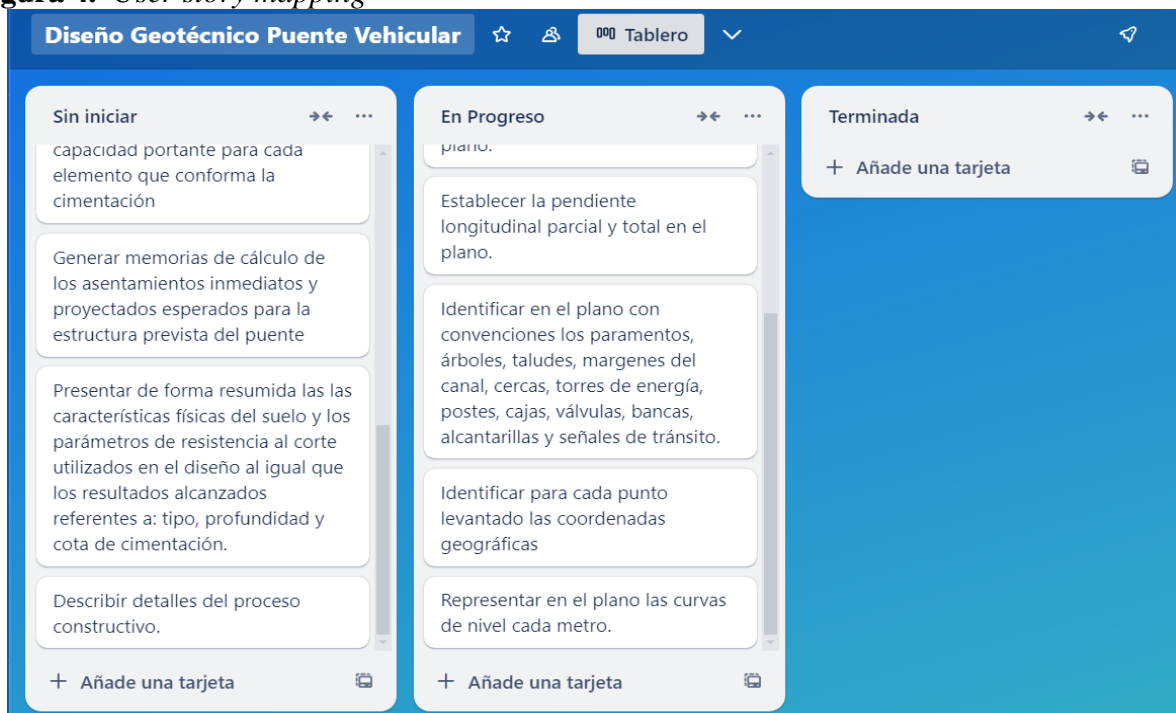 User story mapping
Diseño Geotécnico Puente Vehicular
Tablero
Sin iniciar
capacidad portante para cada
elemento que conforma la
cimentación
Generar memorias de cálculo de
los asentamientos inmediatos y
proyectados esperados para la
estructura prevista del puente
Presentar de forma resumida las las
características físicas del suelo y los
parámetros de resistencia al corte
utilizados en el diseño al igual que
los resultados alcanzados
referentes a: tipo, profundidad y
cota de cimentación.
Describir detalles del proceso
constructivo.
+ Añade una tarjeta
En Progreso
plano.
Establecer la pendiente
longitudinal parcial y total en el
plano.
Identificar en el plano con
convenciones los paramentos,
árboles, taludes, margenes del
canal, cercas, torres de energía,
postes, cajas, válvulas, bancas,
alcantarillas y señales de tránsito.
Identificar para cada punto
levantado las coordenadas
geográficas
Representar en el plano las curvas
de nivel cada metro.
+ Añade una tarjeta
Terminada
+ Añade una tarjeta